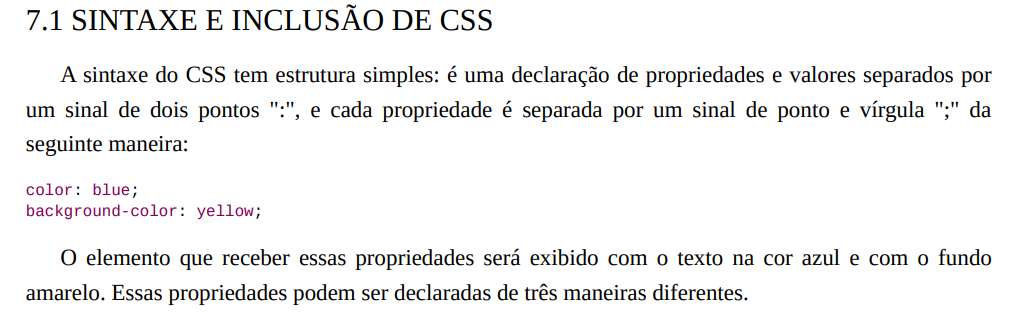 7.1 SINTAXE E INCLUSÃO DE CSS
A sintaxe do CSS tem estrutura simples: é uma declaração de propriedades e valores separados por
um sinal de dois pontos ":", e cada propriedade é separada por um sinal de ponto e vírgula ";" da
seguinte maneira:
color: blue;
background-color: yellow;
O elemento que receber essas propriedades será exibido com o texto na cor azul e com o fundo
amarelo. Essas propriedades podem ser declaradas de três maneiras diferentes.